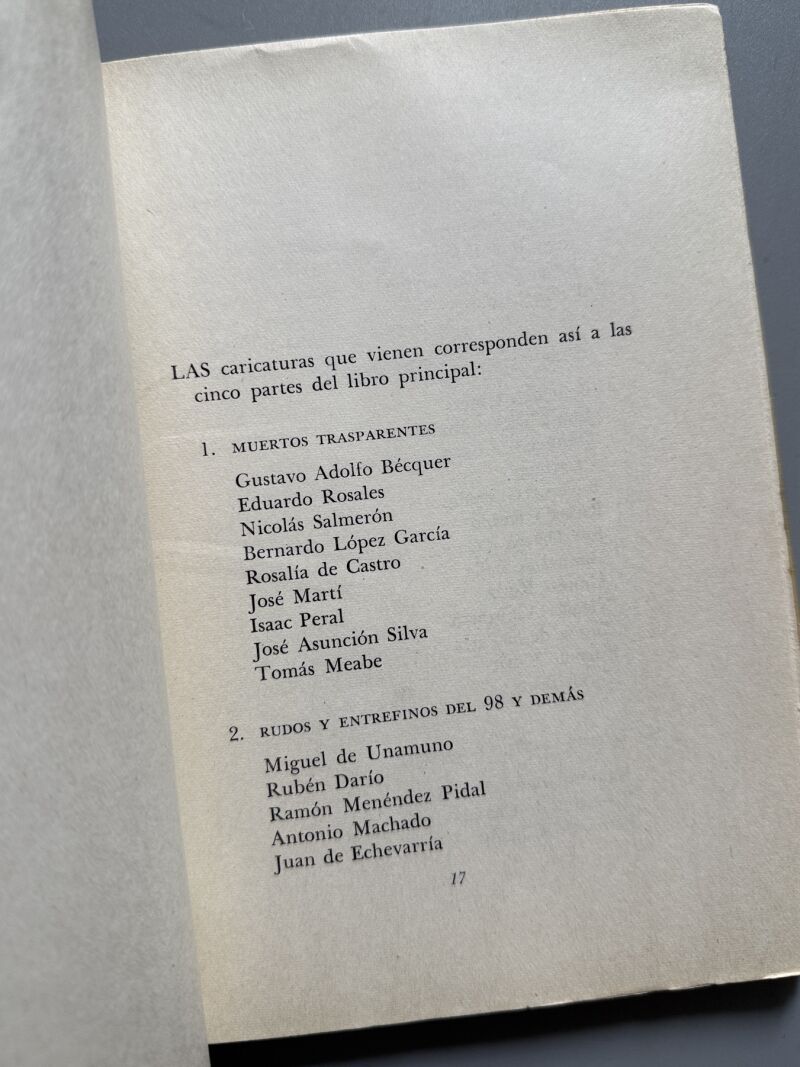 LAS caricaturas que vienen corresponden así a las
cinco partes del libro principal:
1. MUERTOS TRASPARENTES
Gustavo Adolfo Bécquer
Eduardo Rosales
Nicolás Salmerón
Bernardo López García
Rosalía de Castro
José Martí
Isaac Peral
José Asunción Silva
Tomás Meabe
2. RUDOS Y ENTREFINOS DEL 98 Y DEMÁS
Miguel de Unamuno
Rubén Darío
Ramón Menéndez Pidal
Antonio Machado
Juan de Echevarría
17